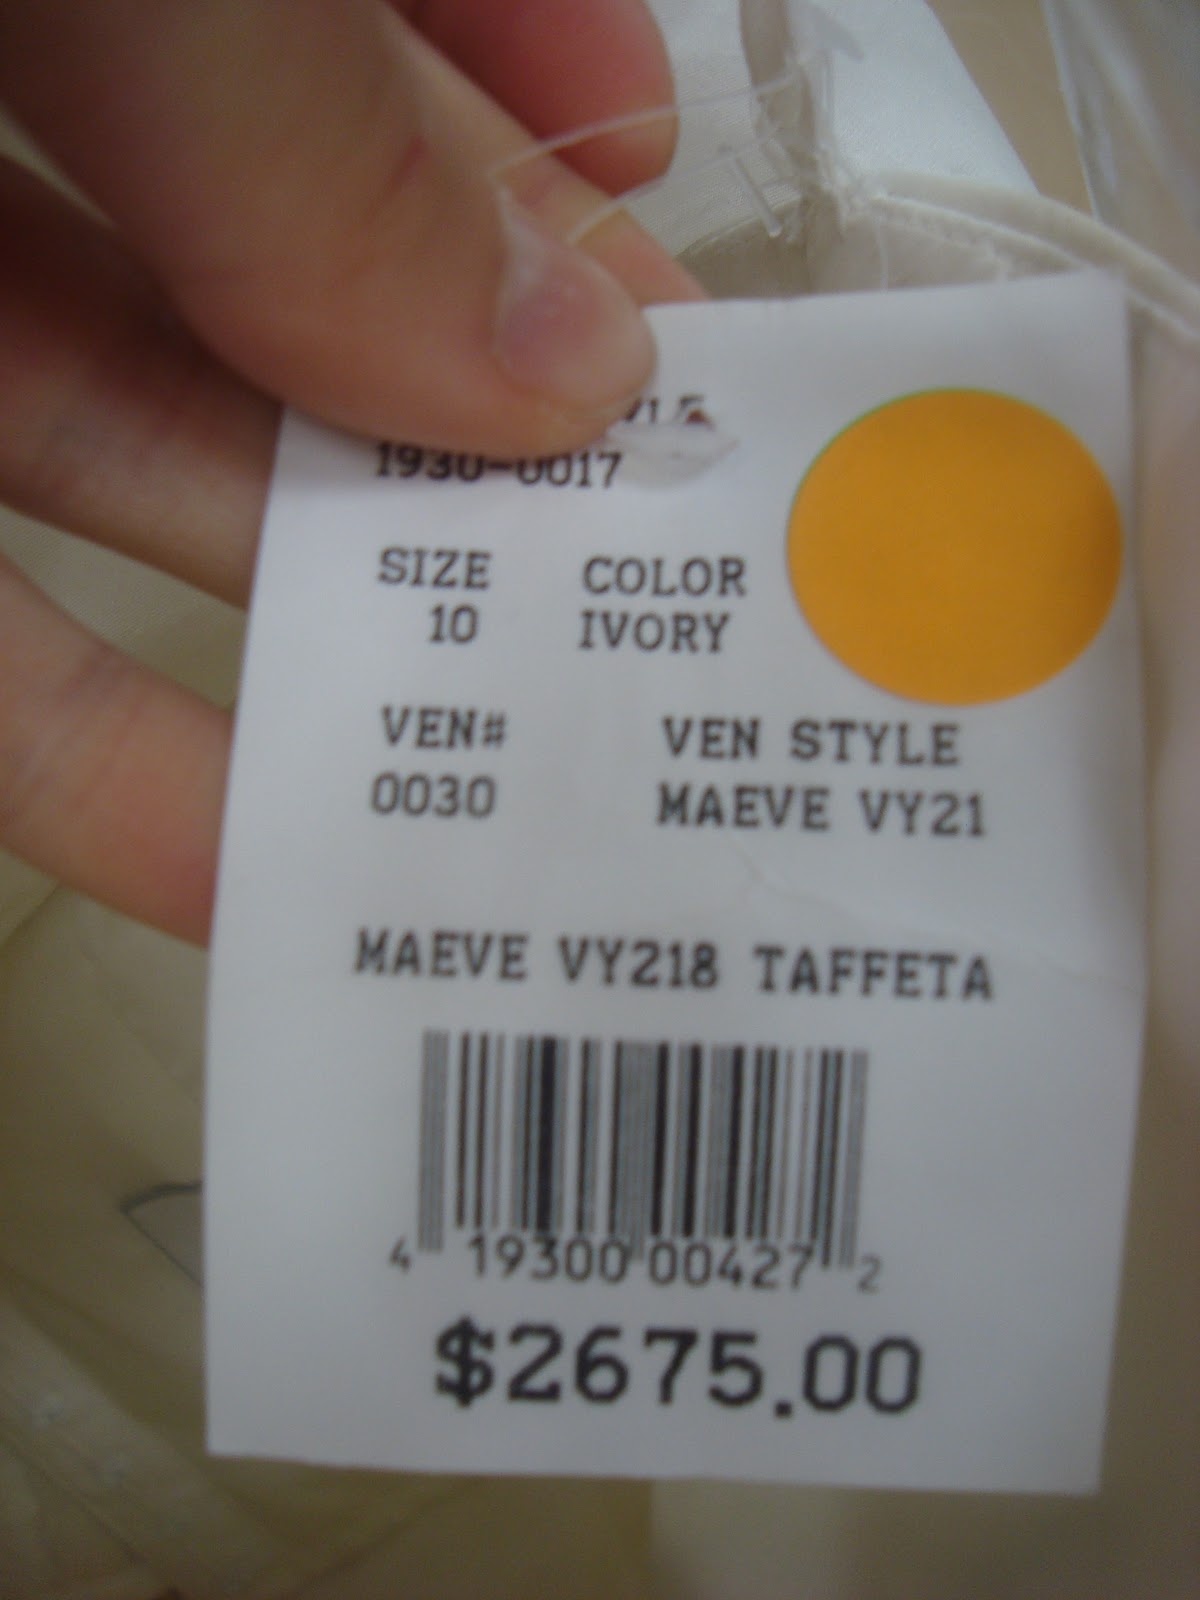 1930-0017
SIZE COLOR
10 IVORY
VEN# VEN STYLE
0030 MAEVE VY21
MAEVE VY218 TAFFETA
4 19300 00427 2
$2675.00